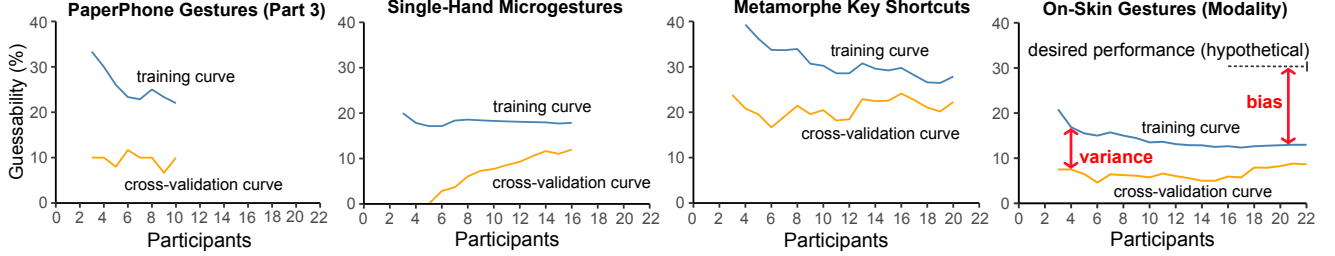 PaperPhone Gestures (Part 3)
Single-Hand Microgestures
Metamorphe Key Shortcuts
On-Skin Gestures (Modality)
Guessability (%)
40
30
20
10
0
training curve
cross-validation curve
0 2 4 6 8 10 12 14 16 18 20 22
Participants
40
30
20
10
0
training curve
cross-validation curve
0 2 4 6 8 10 12 14 16 18 20 22
Participants
40
30
20
10
0
training curve
cross-validation curve
0 2 4 6 8 10 12 14 16 18 20 22
Participants
40
30
20
10
0
desired performance (hypothetical)
bias
training curve
variance
cross-validation curve
0 2 4 6 8 10 12 14 16 18 20 22
Participants